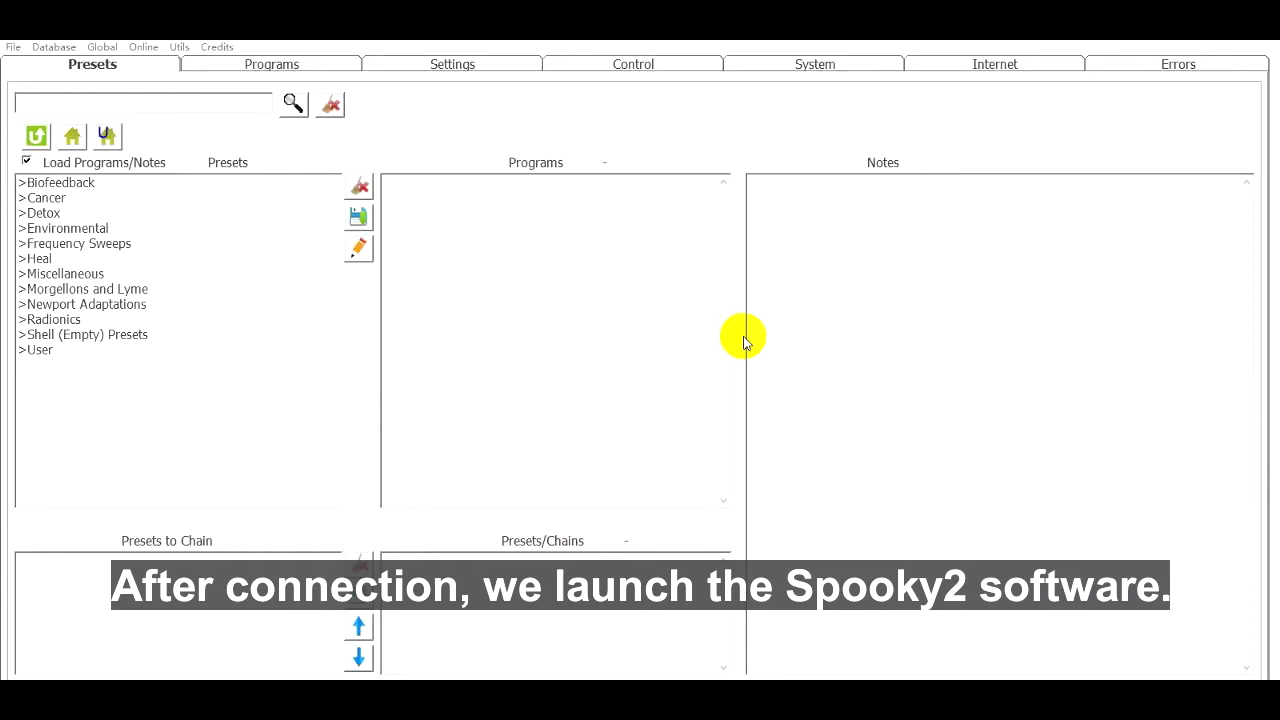 File Database Global Online Utils Credits
Presets Programs Settings Control System Internet Errors
Load Programs/Notes Presets Programs - Notes
>Biofeedback
>Cancer
>Detox
>Environmental
>Frequency Sweeps
>Heal
>Miscellaneous
>Morgellons and Lyme
>Newport Adaptations
>Radionics
>Shell (Empty) Presets
>User
Presets to Chain Presets/Chains -
After connection, we launch the Spooky2 software.